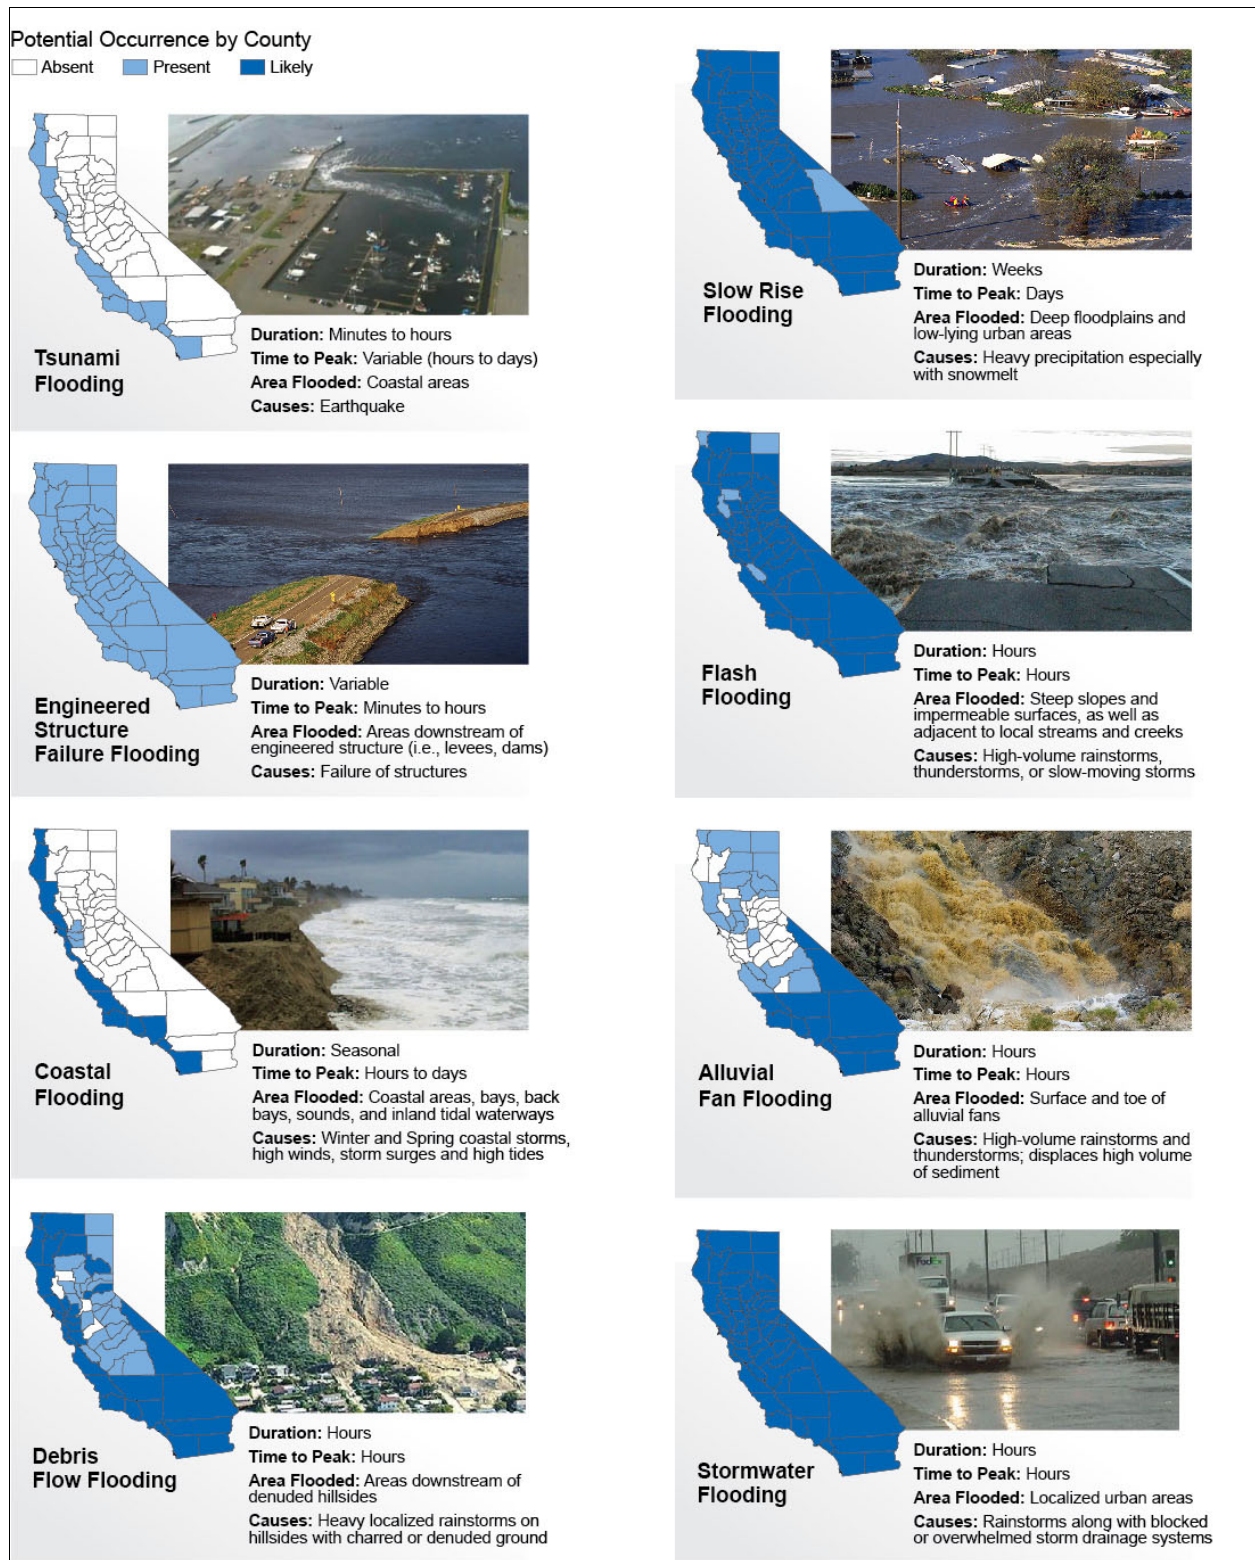 Potential Occurrence by County
Absent Present Likely
Tsunami
Flooding
Duration: Minutes to hours
Time to Peak: Variable (hours to days)
Area Flooded: Coastal areas
Causes: Earthquake
Engineered
Structure
Failure Flooding
Duration: Variable
Time to Peak: Minutes to hours
Area Flooded: Areas downstream of
engineered structure (i.e., levees, dams)
Causes: Failure of structures
Coastal
Flooding
Duration: Seasonal
Time to Peak: Hours to days
Area Flooded: Coastal areas, bays, back
bays, sounds, and inland tidal waterways
Causes: Winter and Spring coastal storms,
high winds, storm surges and high tides
Debris
Flow Flooding
Duration: Hours
Time to Peak: Hours
Area Flooded: Areas downstream of
denuded hillsides
Causes: Heavy localized rainstorms on
hillsides with charred or denuded ground
Slow Rise
Flooding
Duration: Weeks
Time to Peak: Days
Area Flooded: Deep floodplains and
low-lying urban areas
Causes: Heavy precipitation especially
with snowmelt
Flash
Flooding
Duration: Hours
Time to Peak: Hours
Area Flooded: Steep slopes and
impermeable surfaces, as well as
adjacent to local streams and creeks
Causes: High-volume rainstorms,
thunderstorms, or slow-moving storms
Alluvial
Fan Flooding
Duration: Hours
Time to Peak: Hours
Area Flooded: Surface and toe of
alluvial fans
Causes: High-volume rainstorms and
thunderstorms; displaces high volume
of sediment
FedEx
Stormwater
Flooding
Duration: Hours
Time to Peak: Hours
Area Flooded: Localized urban areas
Causes: Rainstorms along with blocked
or overwhelmed storm drainage systems